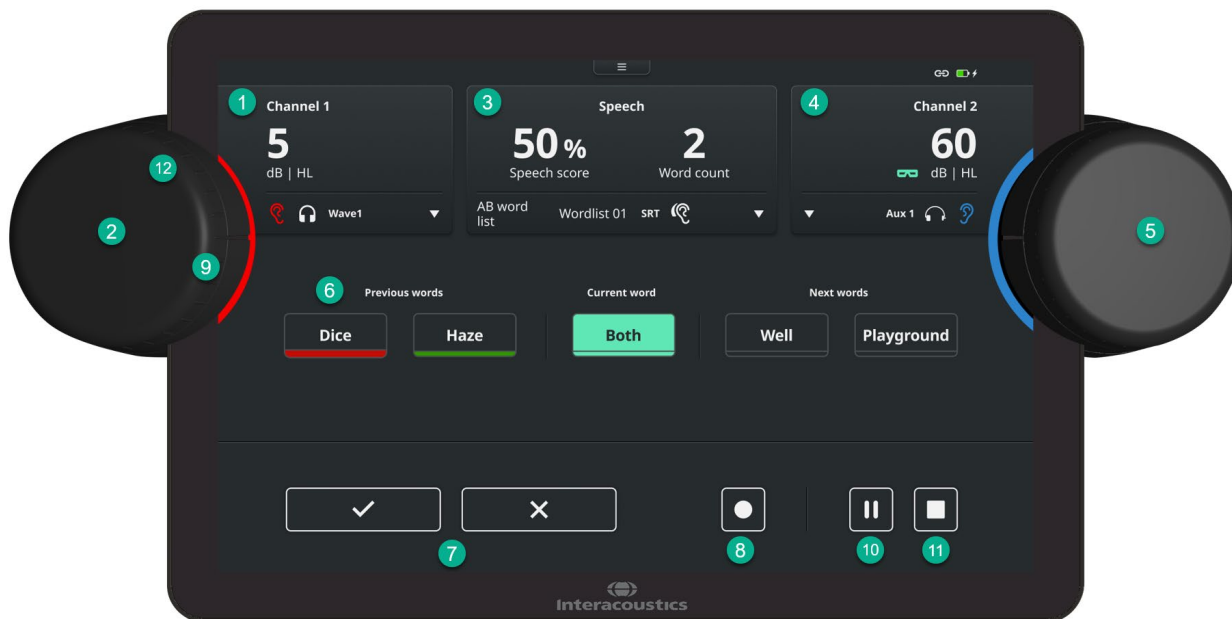 1
Channel 1
5
dB | HL
Wave1
3
Speech
50 %
Speech score
2
Word count
AB word
list
Wordlist 01
SRT
4
Channel 2
60
dB | HL
Aux 1
12
2
9
5
6
Previous words
Current word
Next words
Dice
Haze
Both
Well
Playground
7
8
10
11
Interacoustics